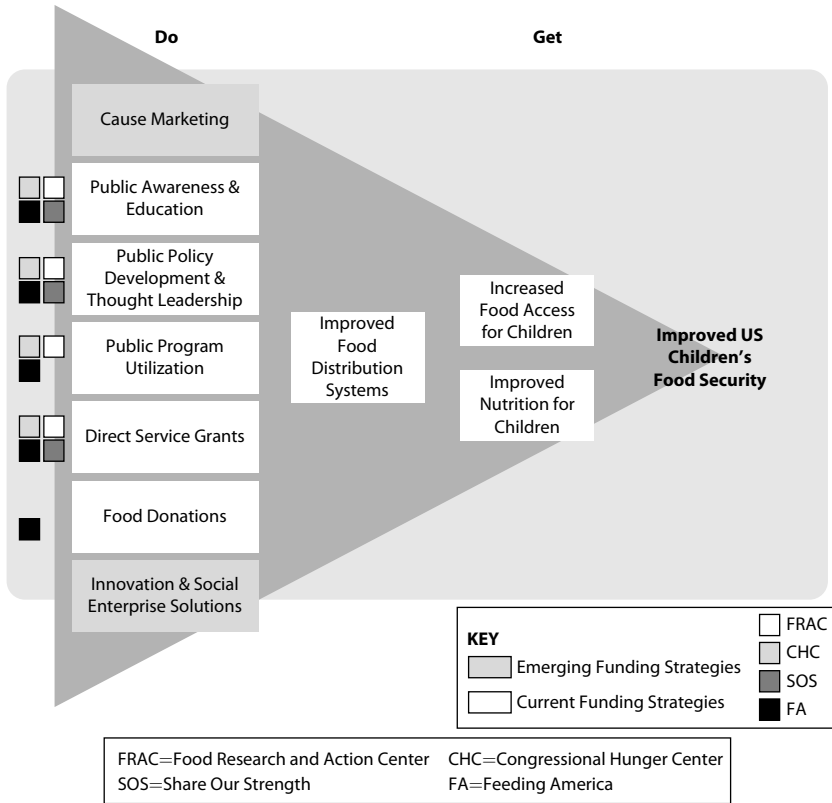 Do
Get
Cause Marketing
Public Awareness &
Education
Public Policy
Development &
Thought Leadership
Public Program
Utilization
Direct Service Grants
Food Donations
Innovation & Social
Enterprise Solutions
Improved
Food
Distribution
Systems
Increased
Food Access
for Children
Improved
Nutrition for
Children
Improved US
Children's
Food Security
KEY
Emerging Funding Strategies
Current Funding Strategies
FRAC
CHC
SOS
FA
FRAC=Food Research and Action Center
CHC=Congressional Hunger Center
SOS=Share Our Strength
FA=Feeding America